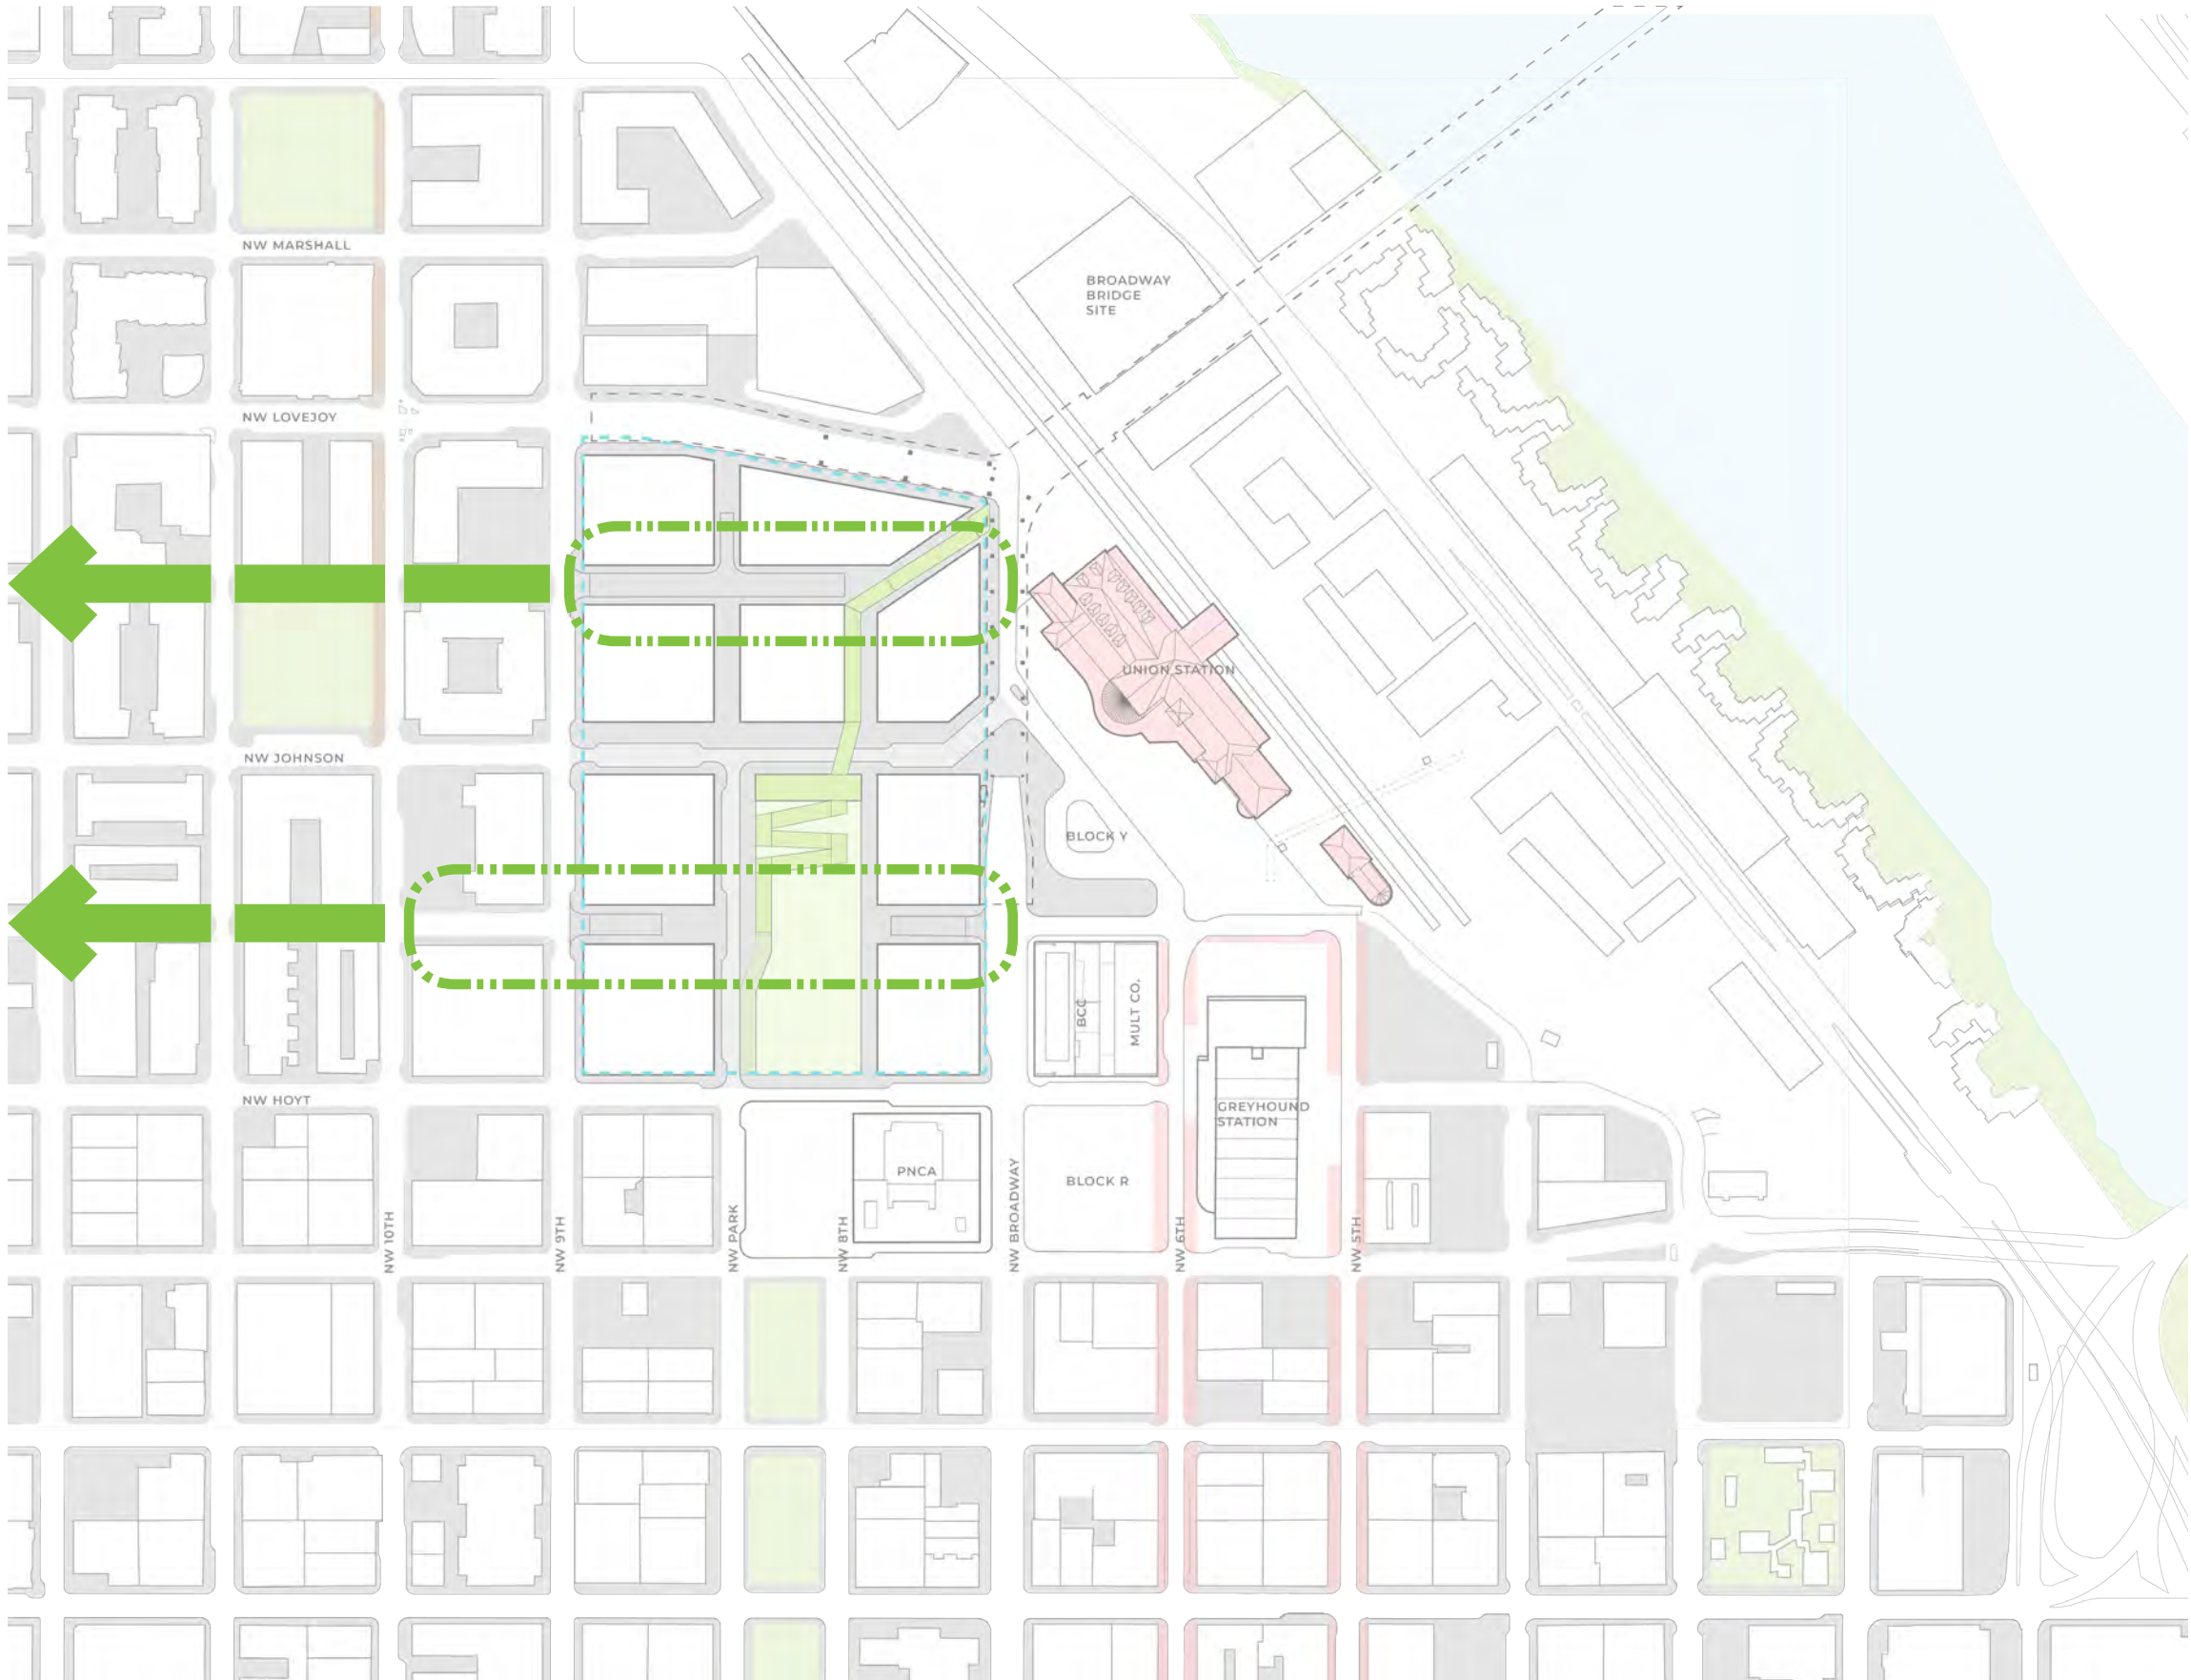 NW MARSHALL
BROADWAY
BRIDGE
SITE
NW LOVEJOY
UNION STATION
NW JOHNSON
BLOCK Y
BCC
MULT CO.
NW HOYT
GREYHOUND
STATION
PNCA
BLOCK R
NW 10TH
NW 9TH
NW PARK
NW 8TH
NW BROADWAY
NW 6TH
NW 5TH